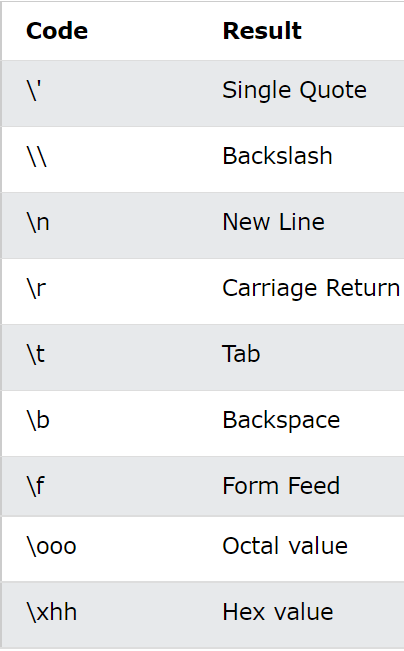 Code Result
\' Single Quote
\\ Backslash
\n New Line
\r Carriage Return
\t Tab
\b Backspace
\f Form Feed
\ooo Octal value
\xhh Hex value